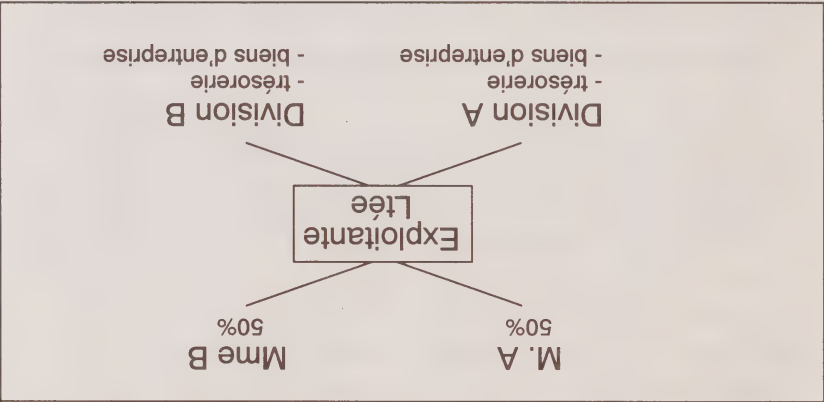 M. A
50%
Mme B
50%
Exploitante
Ltée
Division A
- trésorerie
- biens d'entreprise
Division B
- trésorerie
- biens d'entreprise